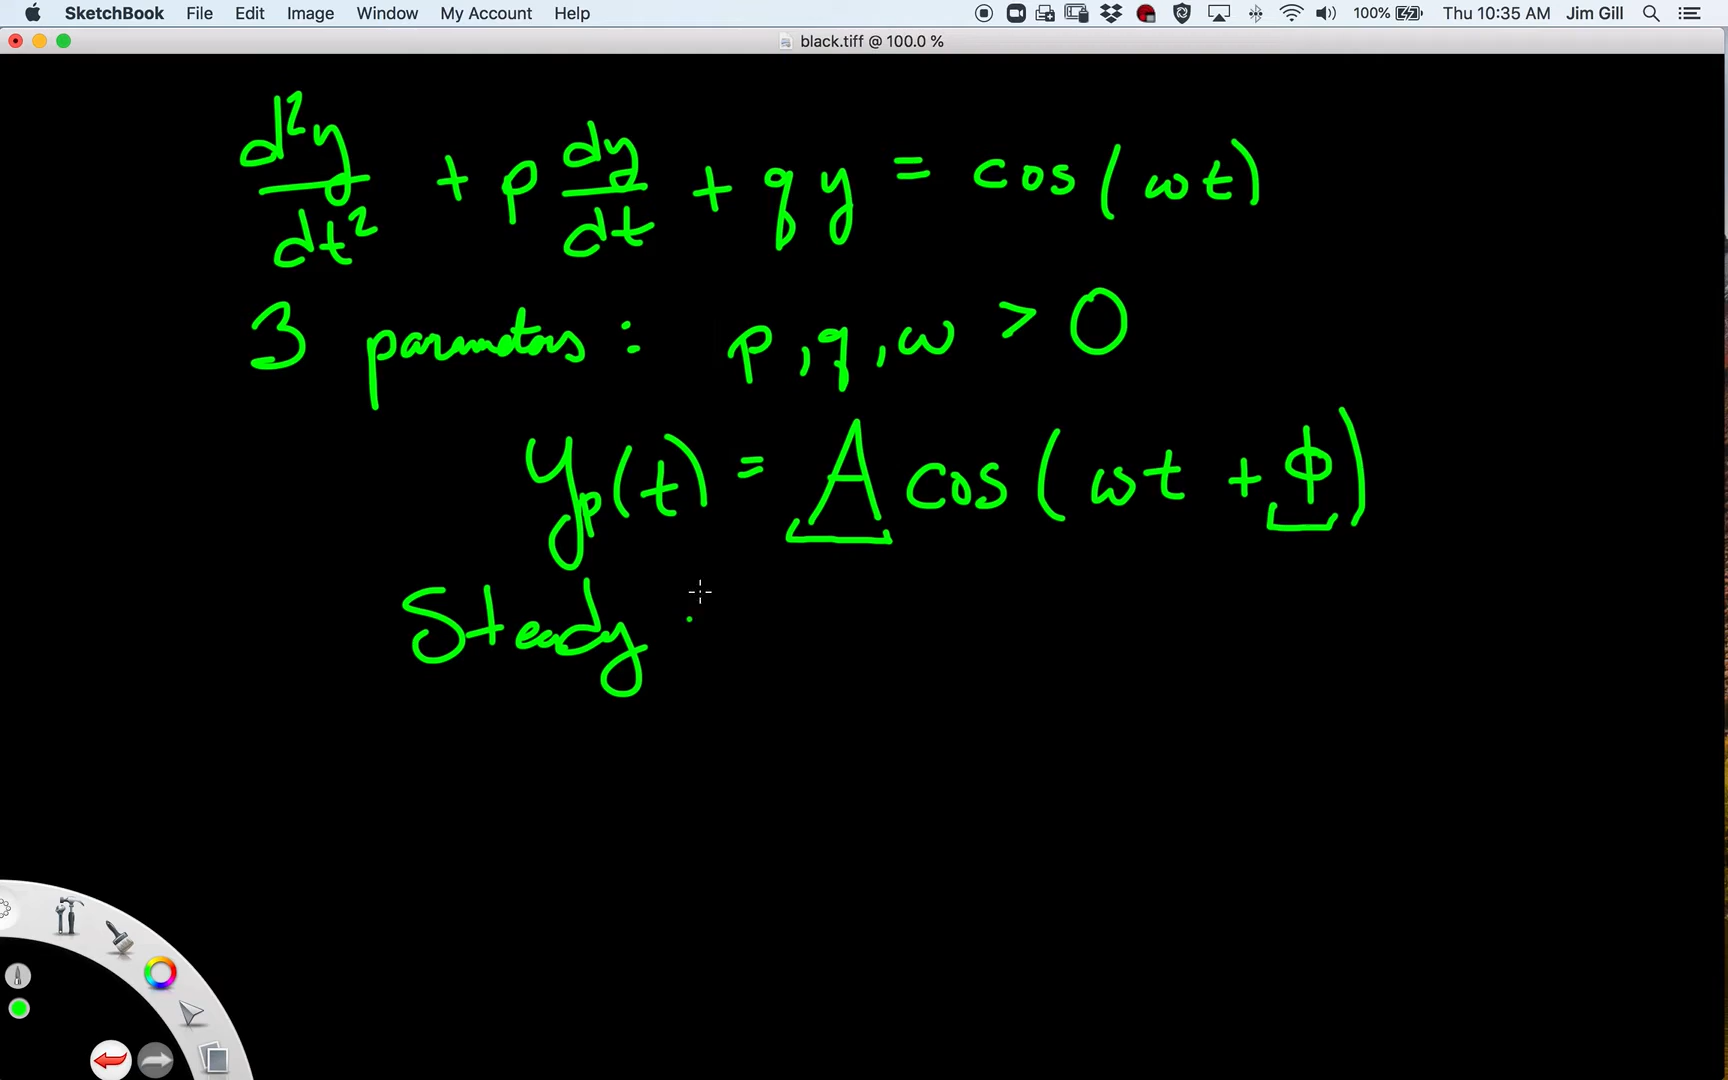 SketchBook File Edit Image Window My Account Help 100% Thu 10:35 AM Jim Gill
black.tiff @ 100.0 %
d²y/dt² + p dy/dt + qy = cos(ωt)
3 parameters : p, q, ω > 0
yₚ(t) = A cos(ωt + ϕ)
Steady